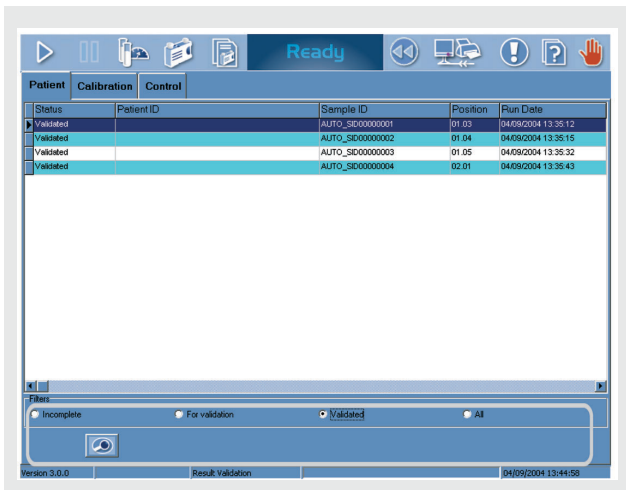 Ready
Patient Calibration Control
Status Patient ID Sample ID Position Run Date
Validated AUTO_SID00000001 01.03 04/09/2004 13:35:12
Validated AUTO_SID00000002 01.04 04/09/2004 13:35:15
Validated AUTO_SID00000003 01.05 04/09/2004 13:35:32
Validated AUTO_SID00000004 02.01 04/09/2004 13:35:43
Filters
Incomplete For validation Validated All
Version 3.0.0 Result Validation 04/09/2004 13:44:58